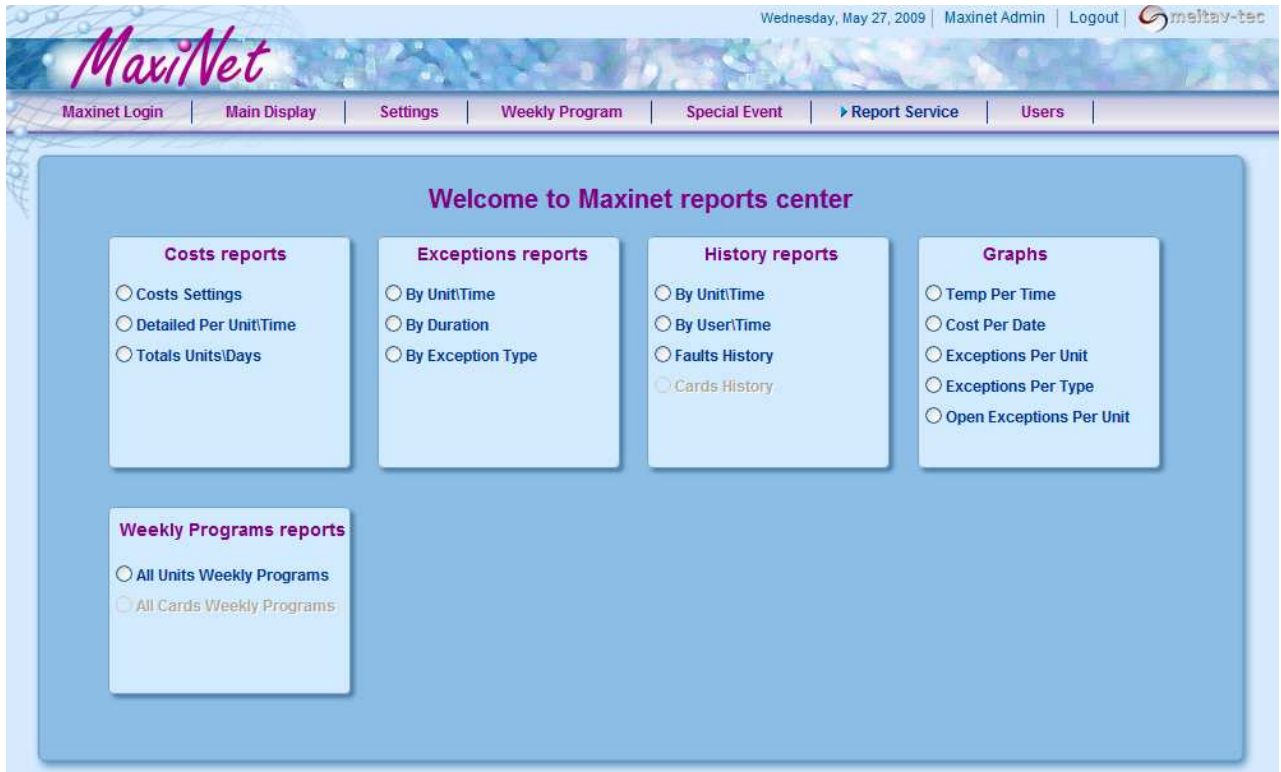 Wednesday, May 27, 2009 | Maxinet Admin | Logout | meitav-tec
MaxiNet
Maxinet Login | Main Display | Settings | Weekly Program | Special Event | Report Service | Users |
Welcome to Maxinet reports center
Costs reports
Costs Settings
Detailed Per Unit\Time
Totals Units\Days
Exceptions reports
By Unit\Time
By Duration
By Exception Type
History reports
By Unit\Time
By User\Time
Faults History
Cards History
Graphs
Temp Per Time
Cost Per Date
Exceptions Per Unit
Exceptions Per Type
Open Exceptions Per Unit
Weekly Programs reports
All Units Weekly Programs
All Cards Weekly Programs